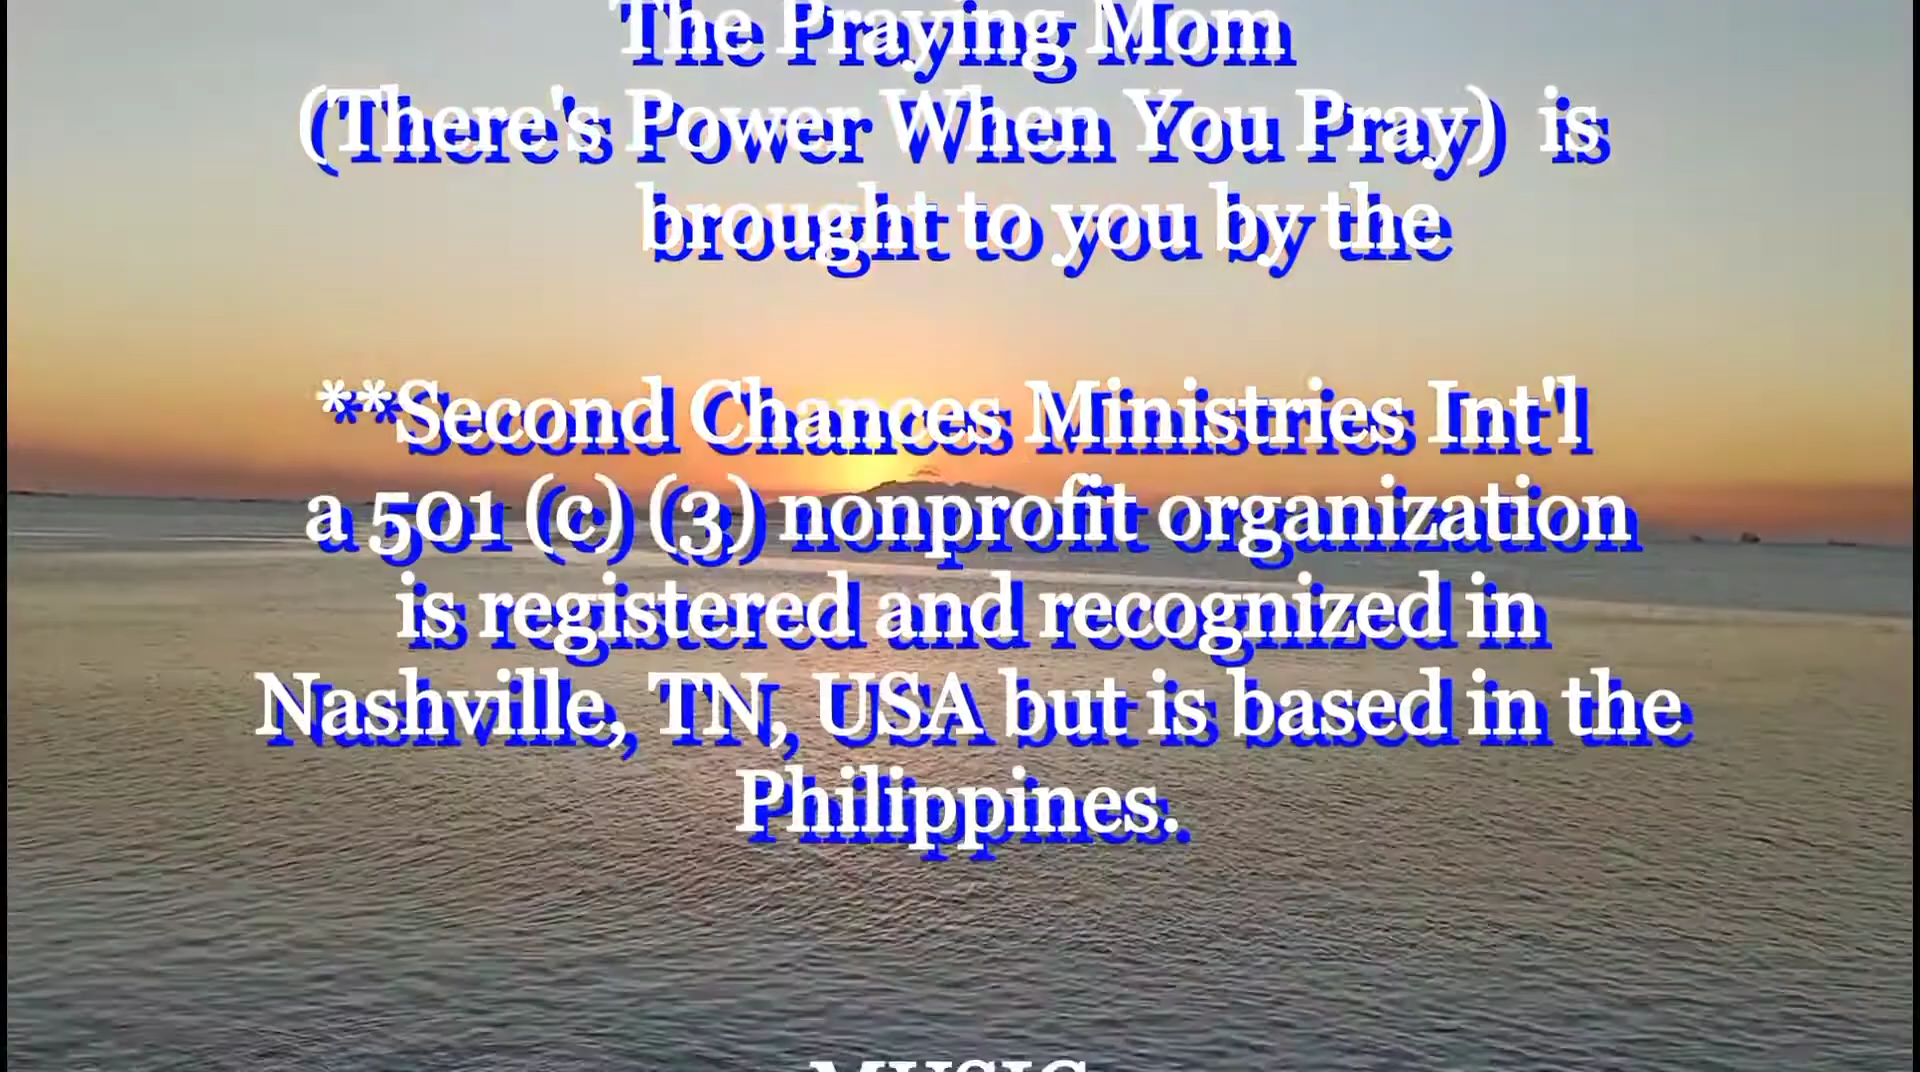 The Praying Mom
(There's Power When You Pray) is
brought to you by the
**Second Chances Ministries Int'l
a 501 (c) (3) nonprofit organization
is registered and recognized in
Nashville, TN, USA but is based in the
Philippines.
MUSIC